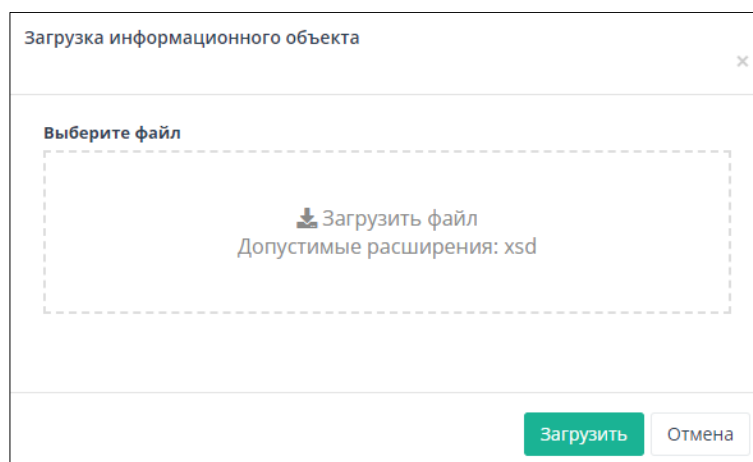 Загрузка информационного объекта
×
Выберите файл
Загрузить файл
Допустимые расширения: xsd
Загрузить Отмена